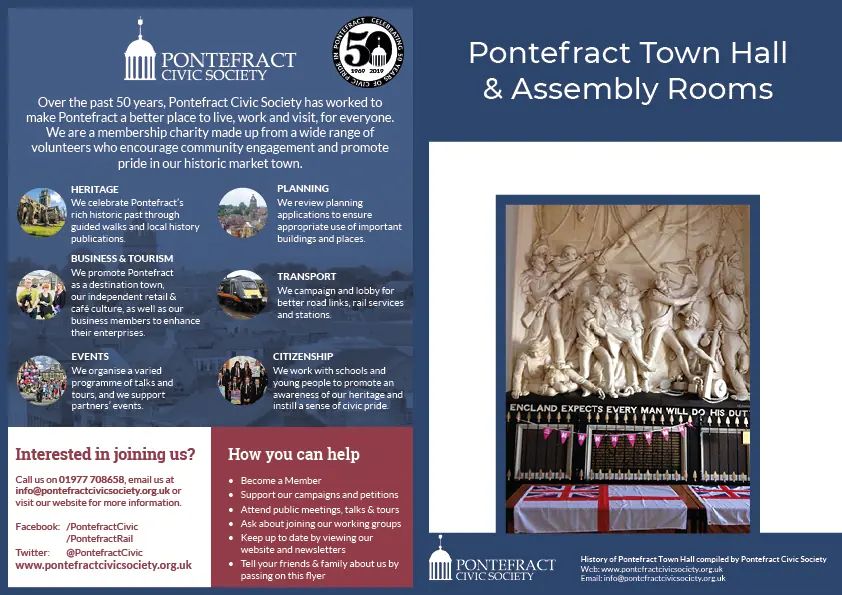 PONTEFRACT
CIVIC SOCIETY
CELEBRATING 50 YEARS OF CIVIC PRIDE IN PONTEFRACT
50
1969 2019
Over the past 50 years, Pontefract Civic Society has worked to
make Pontefract a better place to live, work and visit, for everyone.
We are a membership charity made up from a wide range of
volunteers who encourage community engagement and promote
pride in our historic market town.
HERITAGE
We celebrate Pontefract's
rich historic past through
guided walks and local history
publications.
PLANNING
We review planning
applications to ensure
appropriate use of important
buildings and places.
BUSINESS & TOURISM
We promote Pontefract
as a destination town,
our independent retail &
café culture, as well as our
business members to enhance
their enterprises.
TRANSPORT
We campaign and lobby for
better road links, rail services
and stations.
EVENTS
We organise a varied
programme of talks and
tours, and we support
partners' events.
CITIZENSHIP
We work with schools and
young people to promote an
awareness of our heritage and
instill a sense of civic pride.
Interested in joining us?
Call us on 01977 708658, email us at
info@pontefractcivicsociety.org.uk or
visit our website for more information.
Facebook: /PontefractCivic
/PontefractRail
Twitter: @PontefractCivic
www.pontefractcivicsociety.org.uk
How you can help
• Become a Member
• Support our campaigns and petitions
• Attend public meetings, talks & tours
• Ask about joining our working groups
• Keep up to date by viewing our
website and newsletters
• Tell your friends & family about us by
passing on this flyer
Pontefract Town Hall
& Assembly Rooms
ENGLAND EXPECTS EVERY MAN WILL DO HIS DUT
PONTEFRACT
CIVIC SOCIETY
History of Pontefract Town Hall compiled by Pontefract Civic Society
Web: www.pontefractcivicsociety.org.uk
Email: info@pontefractcivicsociety.org.uk